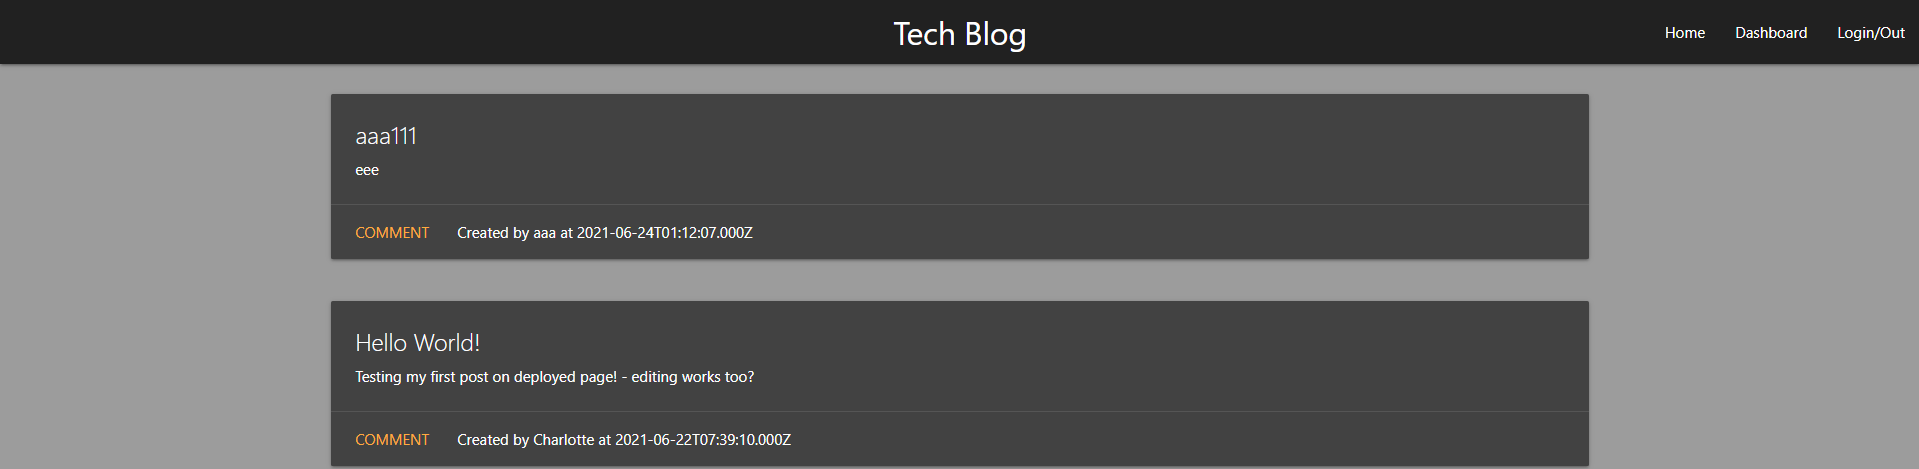 Tech Blog
Home Dashboard Login/Out
aaa111
eee
COMMENT Created by aaa at 2021-06-24T01:12:07.000Z
Hello World!
Testing my first post on deployed page! - editing works too?
COMMENT Created by Charlotte at 2021-06-22T07:39:10.000Z